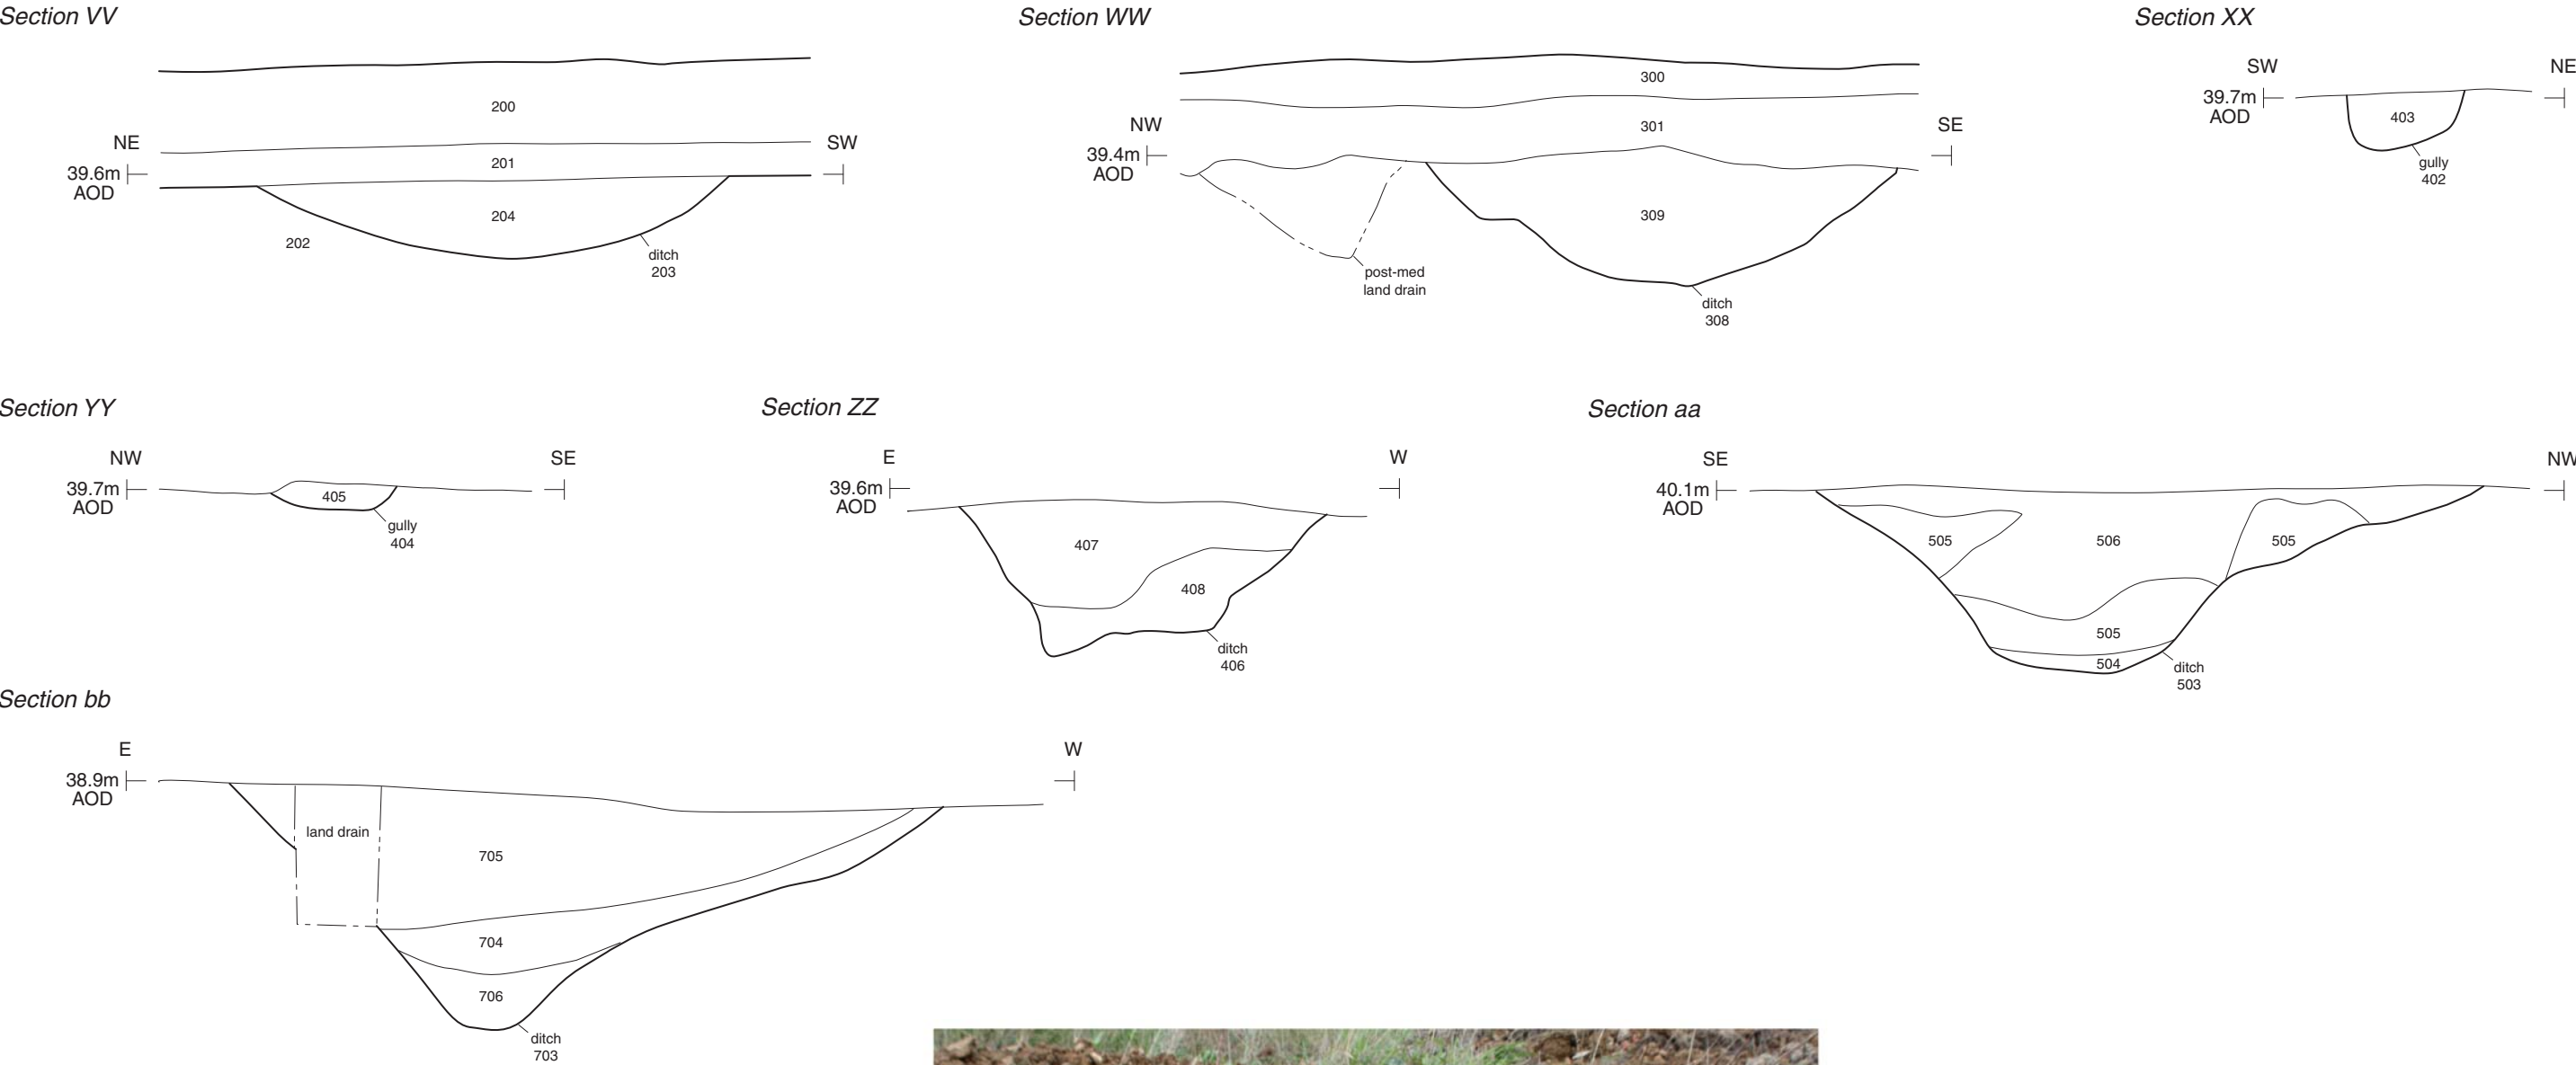 Section VV
200
NE
SW
201
39.6m
AOD
204
202
ditch
203
Section WW
300
NW
SE
301
39.4m
AOD
309
post-med
land drain
ditch
308
Section XX
SW
NE
39.7m
AOD
403
gully
402
Section YY
NW
SE
39.7m
AOD
405
gully
404
Section ZZ
E
W
39.6m
AOD
407
408
ditch
406
Section aa
SE
NW
40.1m
AOD
505
506
505
505
504
ditch
503
Section bb
E
W
38.9m
AOD
land drain
705
704
706
ditch
703